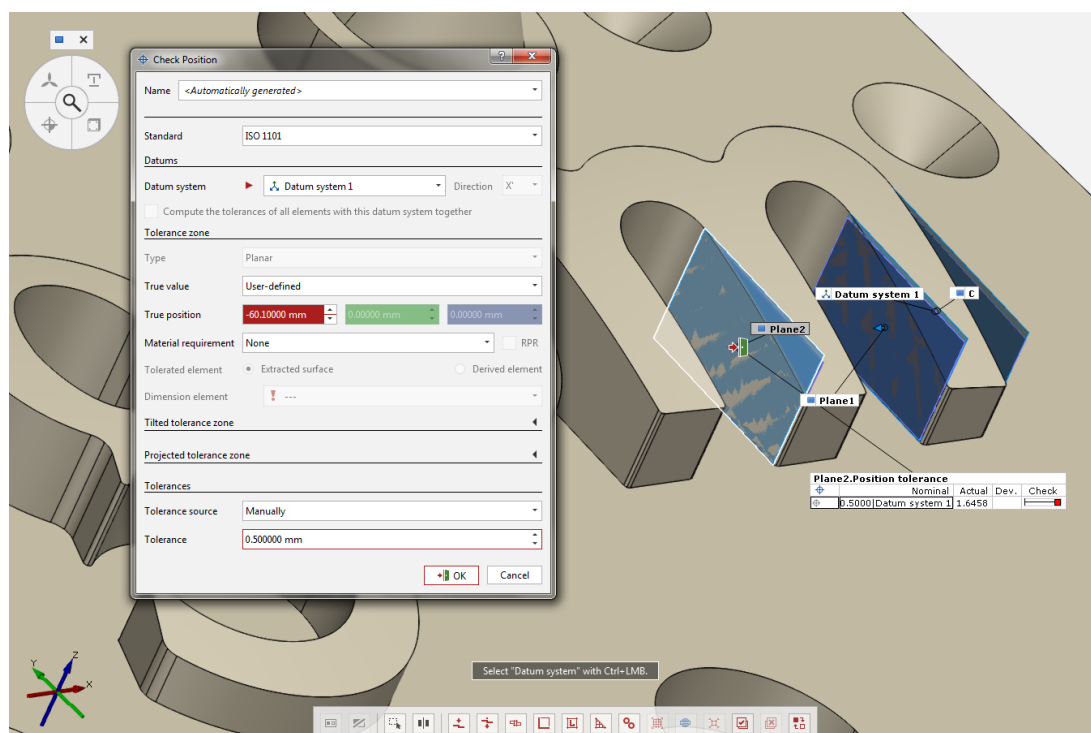 Check Position
?
Name <Automatically generated>
Standard ISO 1101
Datums
Datum system Datum system 1 Direction X'
Compute the tolerances of all elements with this datum system together
Tolerance zone
Type Planar
True value User-defined
True position -60.10000 mm 0.00000 mm 0.00000 mm
Material requirement None RPR
Tolerated element Extracted surface Derived element
Dimension element ! ---
Tilted tolerance zone
Projected tolerance zone
Tolerances
Tolerance source Manually
Tolerance 0.500000 mm
OK Cancel
Datum system 1
C
Plane2
Plane1
Plane2.Position tolerance
Nominal Actual Dev. Check
0.5000 Datum system 1 1.6458
Select "Datum system" with Ctrl+LMB.
Y Z X